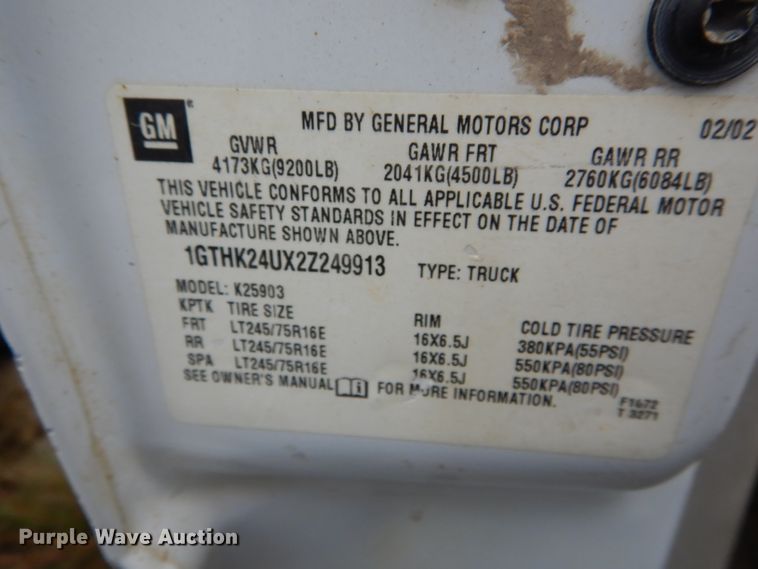 GM ®
MFD BY GENERAL MOTORS CORP 02/02
GVWR GAWR FRT GAWR RR
4173KG(9200LB) 2041KG(4500LB) 2760KG(6084LB)
THIS VEHICLE CONFORMS TO ALL APPLICABLE U.S. FEDERAL MOTOR
VEHICLE SAFETY STANDARDS IN EFFECT ON THE DATE OF
MANUFACTURE SHOWN ABOVE.
1GTHK24UX2Z249913 TYPE: TRUCK
MODEL: K25903
KPTK TIRE SIZE RIM COLD TIRE PRESSURE
FRT LT245/75R16E 16X6.5J 380KPA(55PSI)
RR LT245/75R16E 16X6.5J 550KPA(80PSI)
SPA LT245/75R16E 16X6.5J 550KPA(80PSI)
SEE OWNER'S MANUAL FOR MORE INFORMATION.
F1672
T 3271
Purple Wave Auction